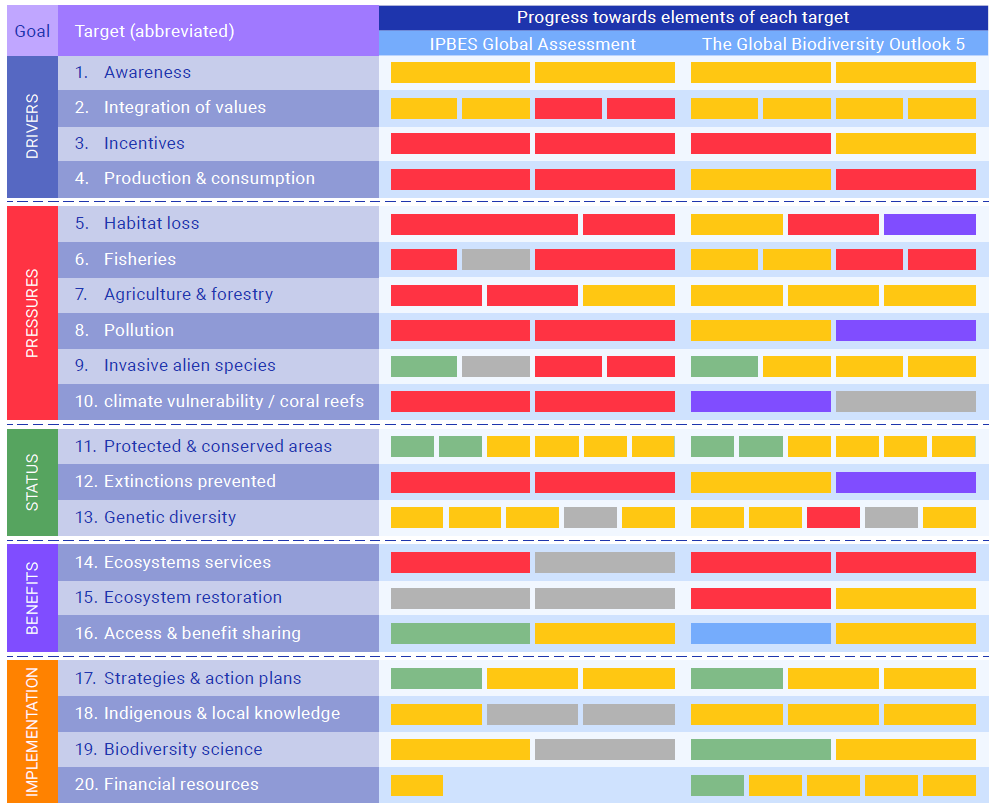 Goal
Target (abbreviated)
Progress towards elements of each target
IPBES Global Assessment
The Global Biodiversity Outlook 5
DRIVERS
1. Awareness
2. Integration of values
3. Incentives
4. Production & consumption
PRESSURES
5. Habitat loss
6. Fisheries
7. Agriculture & forestry
8. Pollution
9. Invasive alien species
10. climate vulnerability / coral reefs
STATUS
11. Protected & conserved areas
12. Extinctions prevented
13. Genetic diversity
BENEFITS
14. Ecosystems services
15. Ecosystem restoration
16. Access & benefit sharing
IMPLEMENTATION
17. Strategies & action plans
18. Indigenous & local knowledge
19. Biodiversity science
20. Financial resources